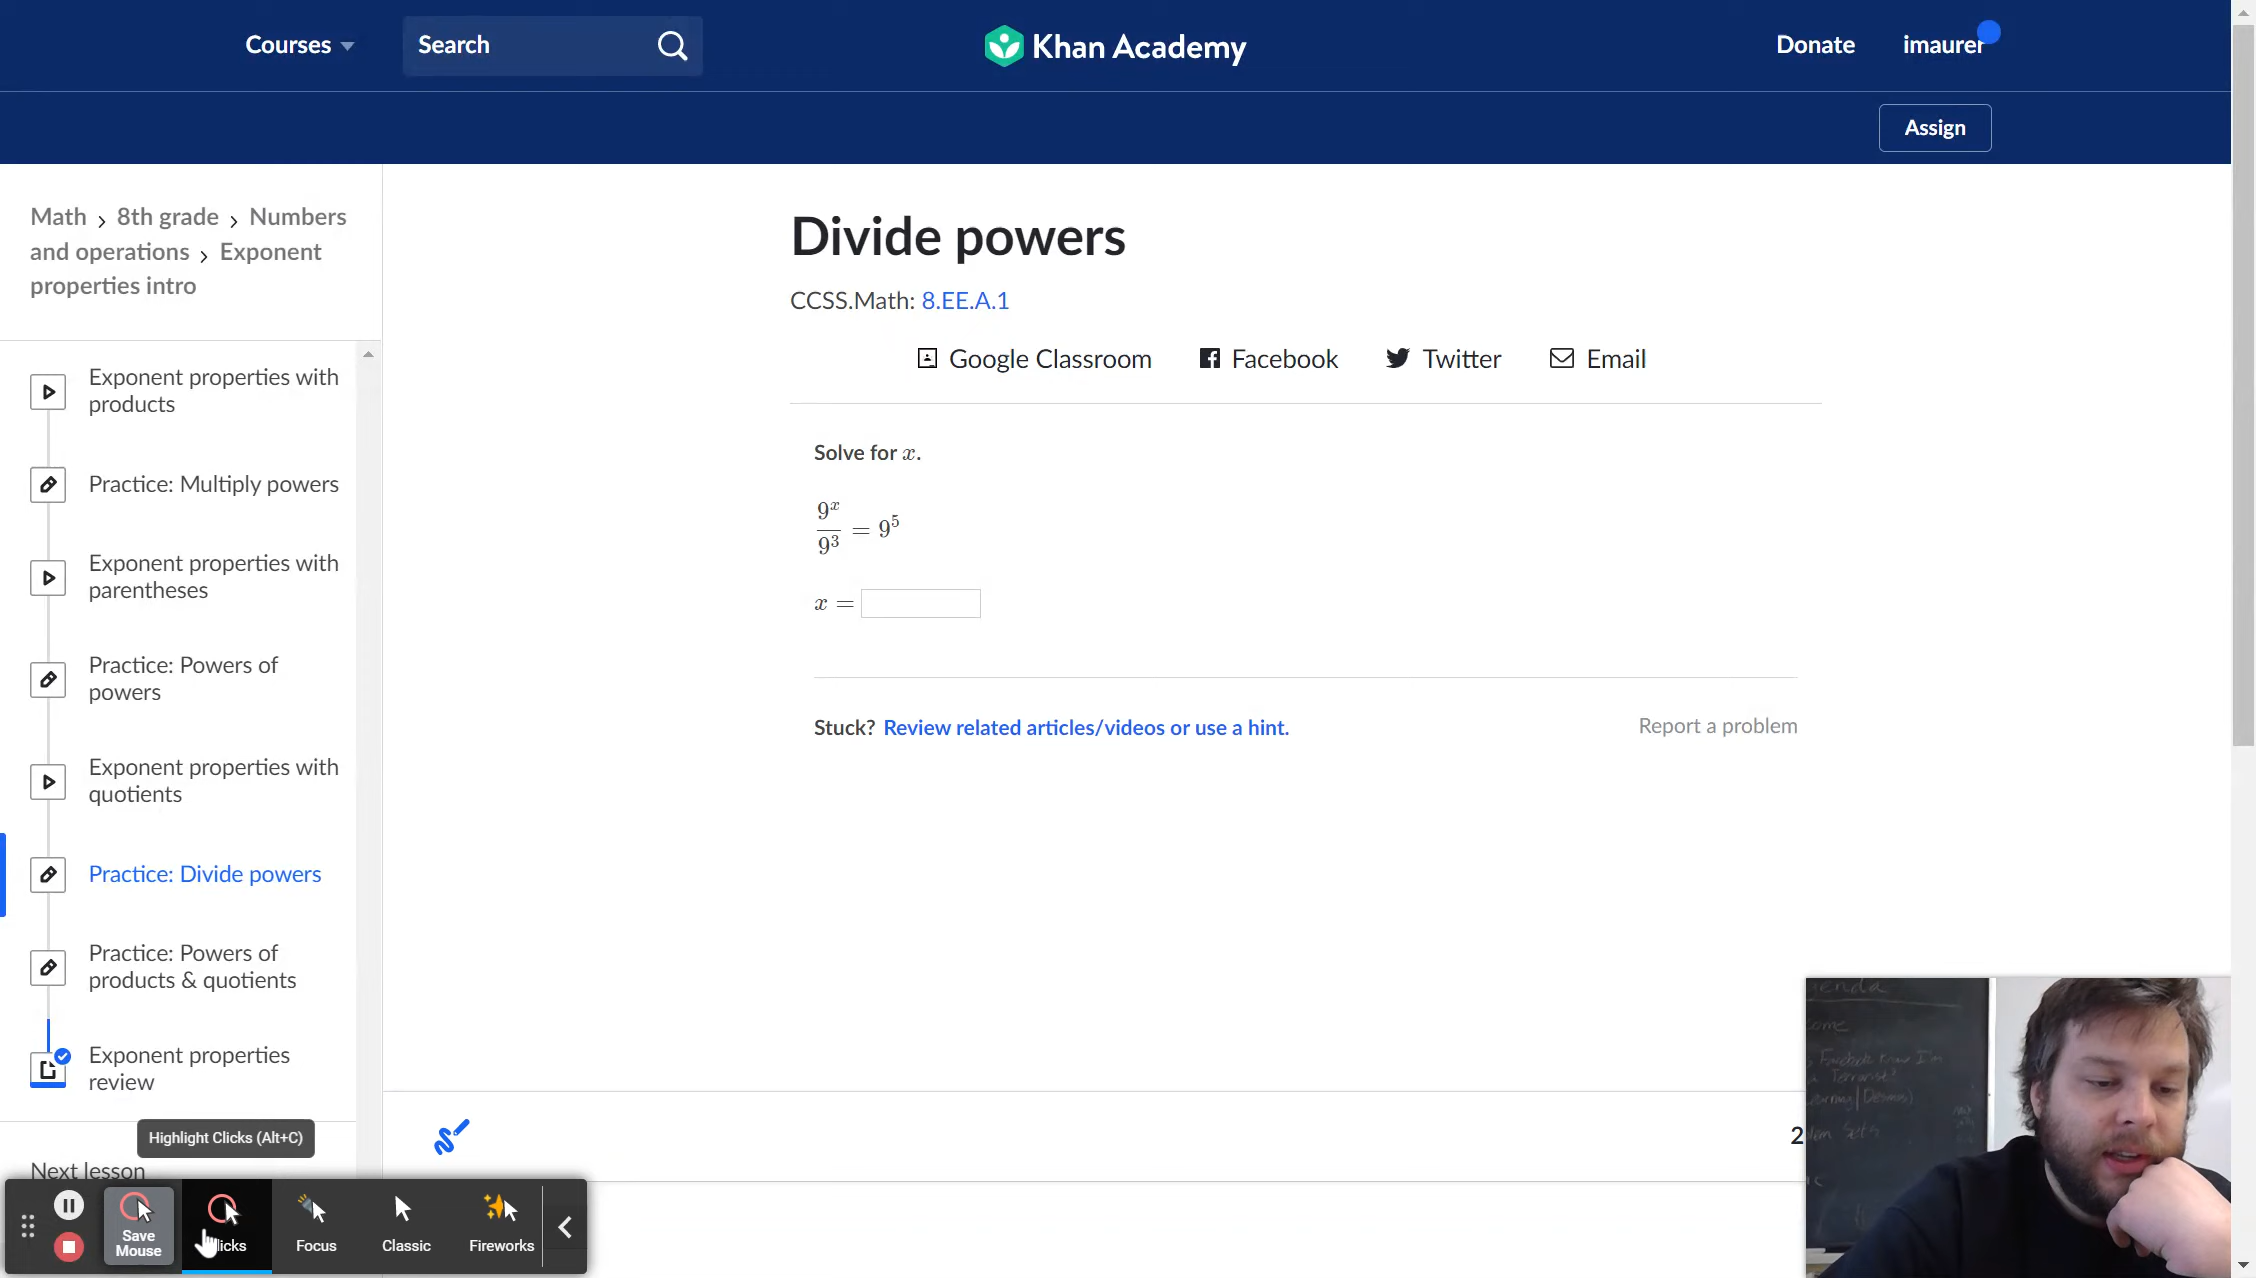 Courses
Search
Khan Academy
Donate
imaurer
Assign
Math › 8th grade › Numbers
and operations › Exponent
properties intro
Exponent properties with
products
Practice: Multiply powers
Exponent properties with
parentheses
Practice: Powers of
powers
Exponent properties with
quotients
Practice: Divide powers
Practice: Powers of
products & quotients
Exponent properties
review
Next lesson
Divide powers
CCSS.Math: 8.EE.A.1
Google Classroom
Facebook
Twitter
Email
Solve for x.
9^x/9^3 = 9^5
x =
Stuck? Review related articles/videos or use a hint.
Report a problem
2
Highlight Clicks (Alt+C)
Save
Mouse
Focus
Classic
Fireworks